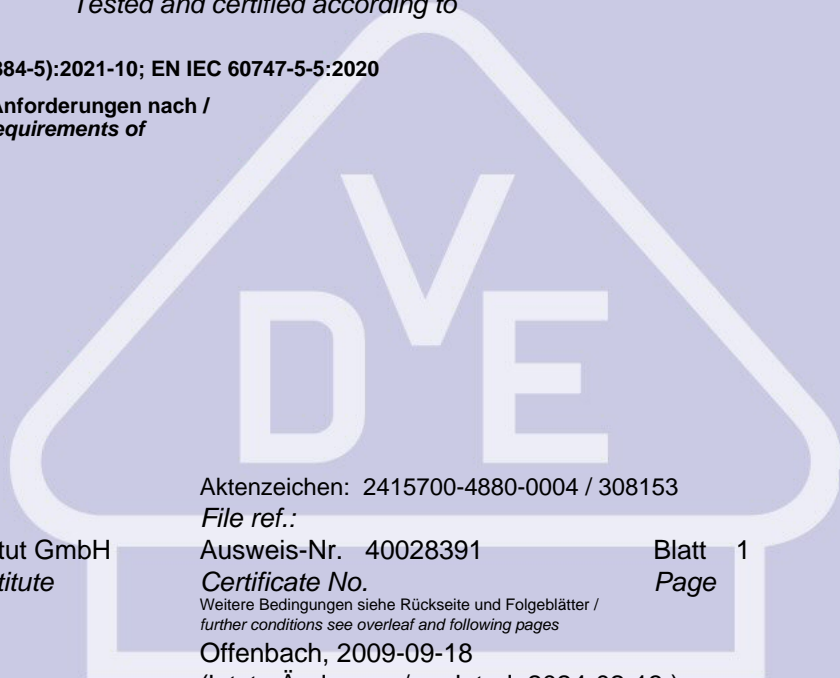 Tested and certified according to
884-5):2021-10; EN IEC 60747-5-5:2020
Anforderungen nach /
equirements of
VDE
Aktenzeichen: 2415700-4880-0004 / 308153
File ref.:
tut GmbH
Ausweis-Nr. 40028391 Blatt 1
titute
Certificate No. Page
Weitere Bedingungen siehe Rückseite und Folgeblätter /
further conditions see overleaf and following pages
Offenbach, 2009-09-18